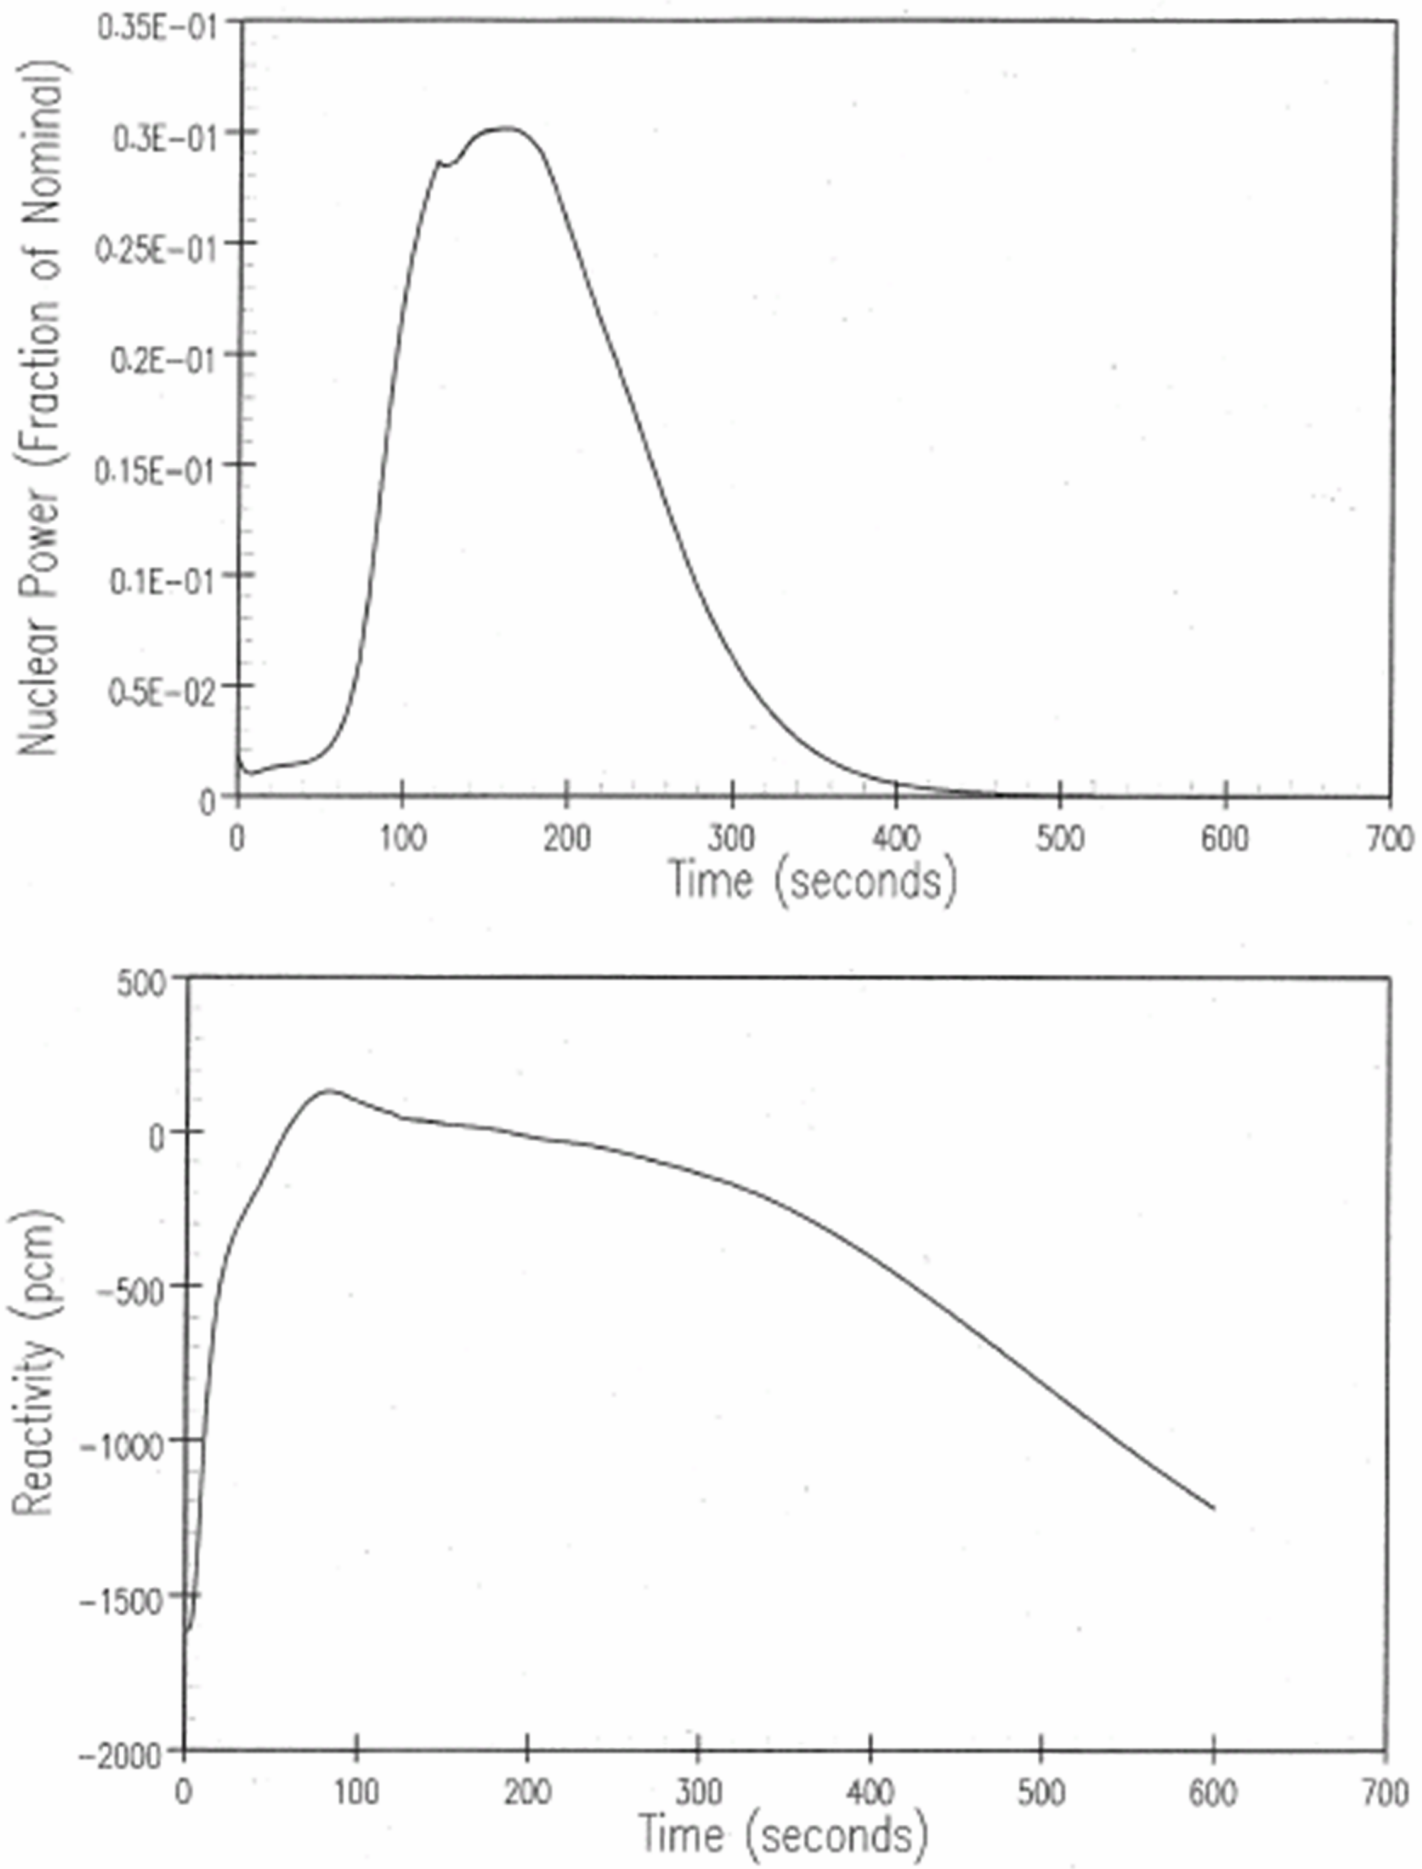 Nuclear Power (Fraction of Nominal)
0.35E-01
0.3E-01
0.25E-01
0.2E-01
0.15E-01
0.1E-01
0.5E-02
0
0 100 200 300 400 500 600 700
Time (seconds)
Reactivity (pcm)
500
0
-500
-1000
-1500
-2000
0 100 200 300 400 500 600 700
Time (seconds)